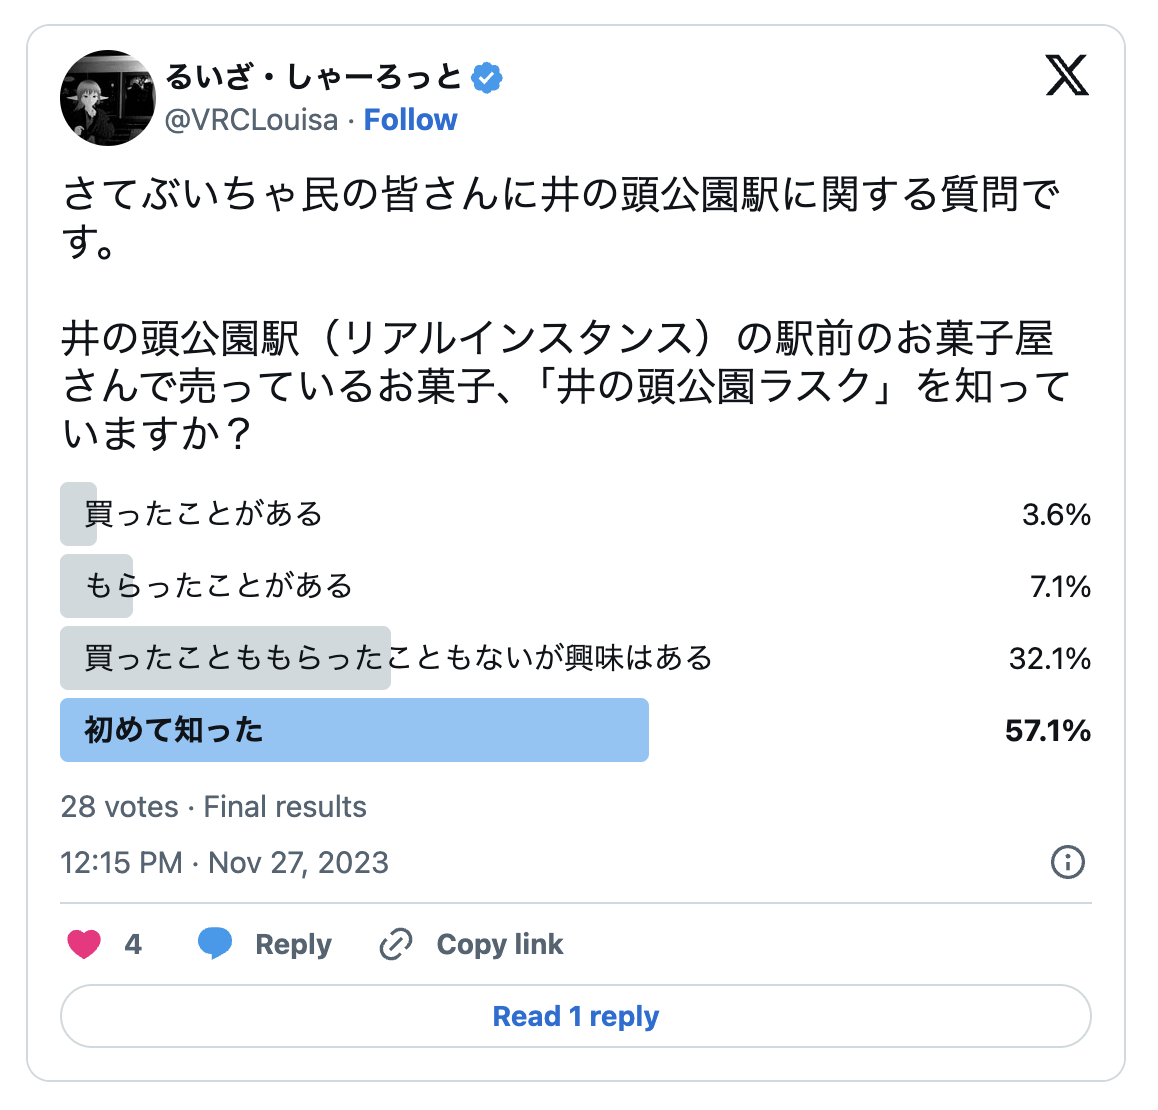 るいざ・しゃーろっと
@VRCLouisa · Follow
さてぶいちゃ民の皆さんに井の頭公園駅に関する質問で
す。
井の頭公園駅（リアルインスタンス）の駅前のお菓子屋
さんで売っているお菓子、「井の頭公園ラスク」を知って
いますか？
買ったことがある 3.6%
もらったことがある 7.1%
買ったことももらったこともないが興味はある 32.1%
初めて知った 57.1%
28 votes · Final results
12:15 PM · Nov 27, 2023
4 Reply Copy link
Read 1 reply